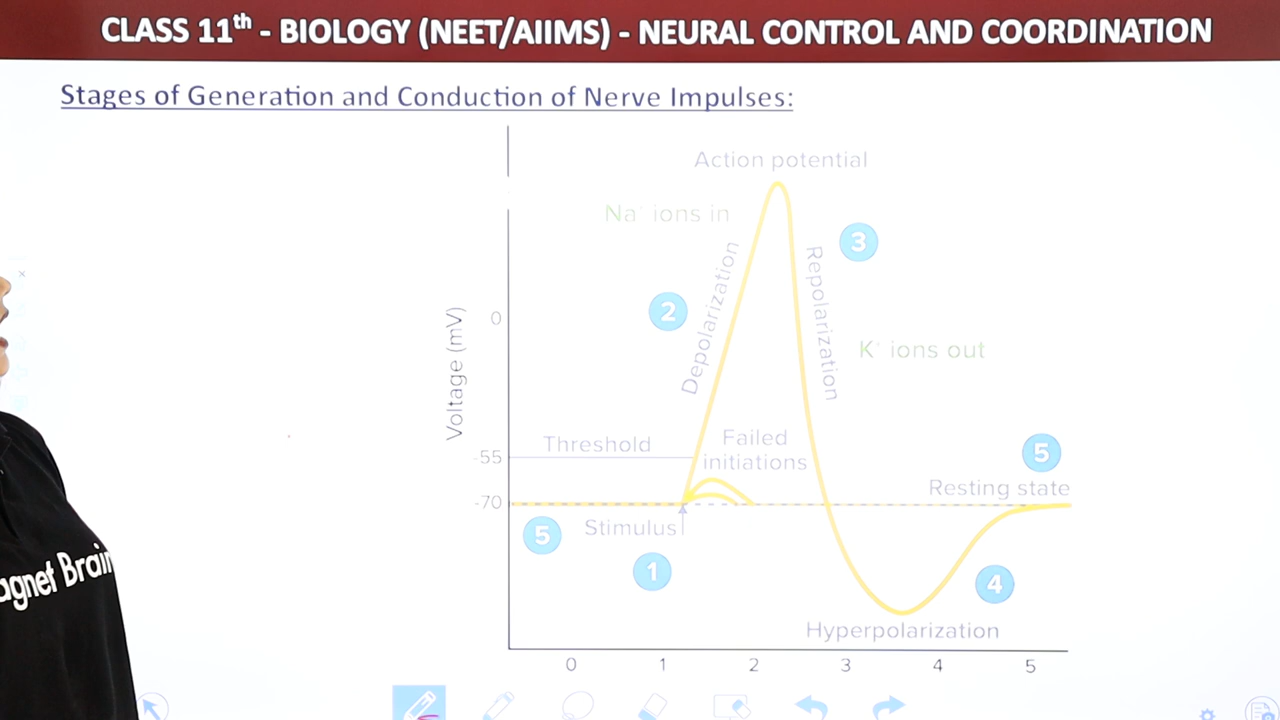 CLASS 11th - BIOLOGY (NEET/AIIMS) - NEURAL CONTROL AND COORDINATION
Stages of Generation and Conduction of Nerve Impulses:
Action potential
Na⁺ ions in
3
Depolarization
Repolarization
2
Voltage (mV)
0
K⁺ ions out
Threshold
Failed
initiations
-55
5
-70
Resting state
5
Stimulus
1
4
Hyperpolarization
0 1 2 3 4 5
agnet Brain